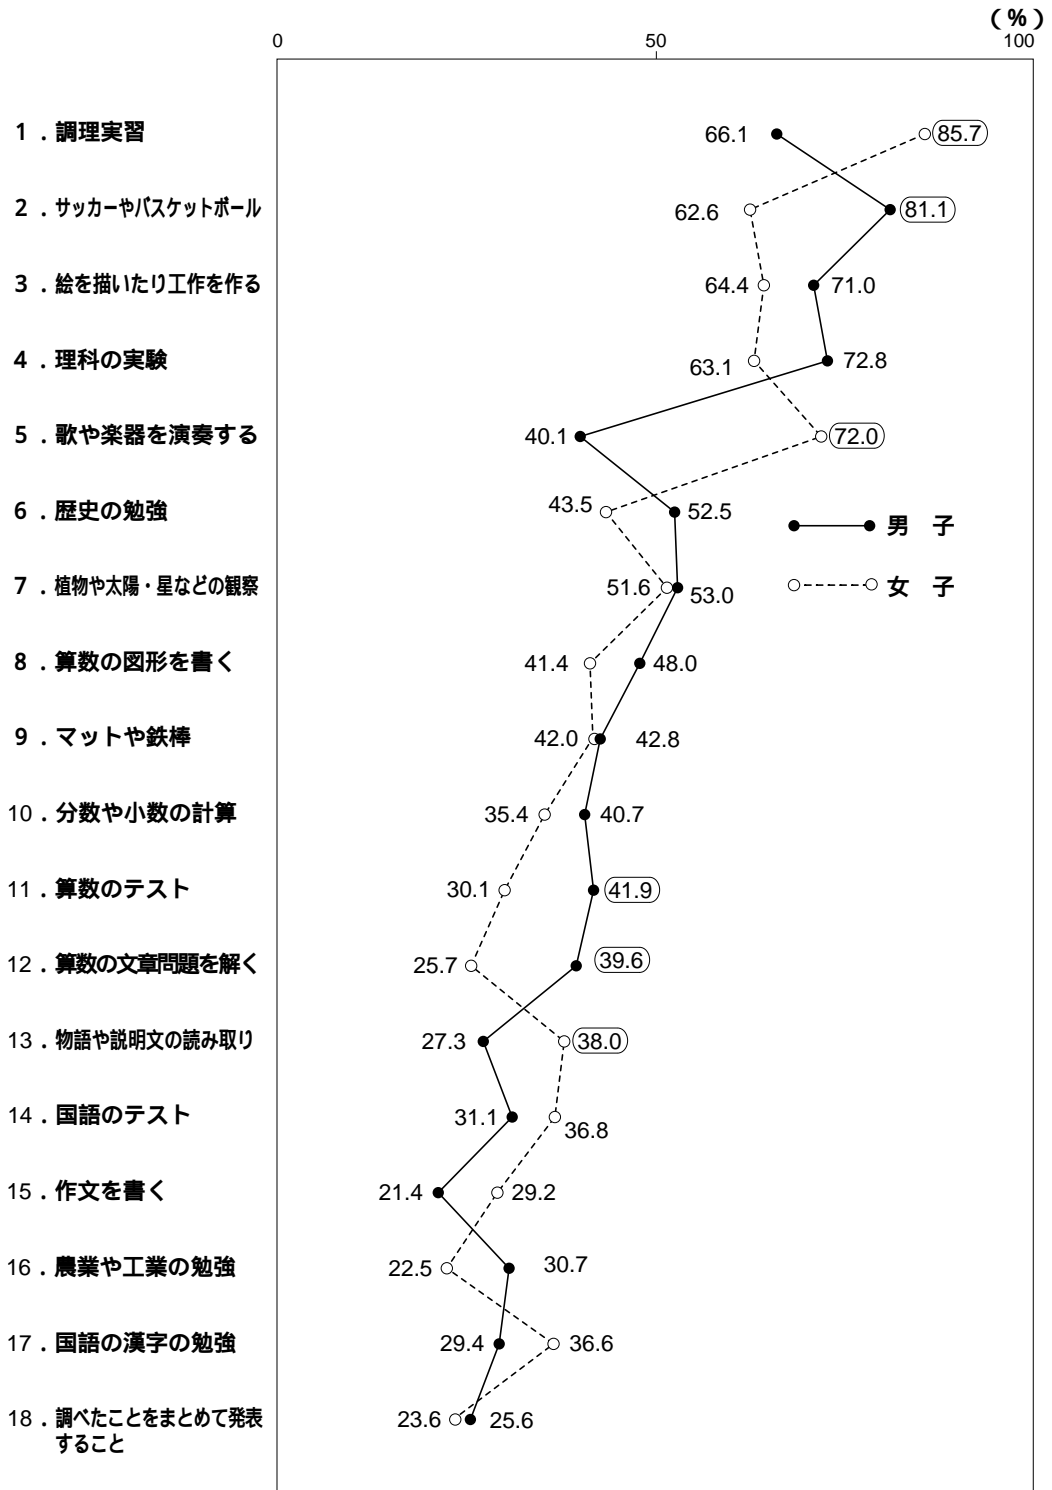 (%)
0 50 100
1．調理実習 66.1 85.7
2．サッカーやバスケットボール 62.6 81.1
3．絵を描いたり工作を作る 64.4 71.0
4．理科の実験 63.1 72.8
5．歌や楽器を演奏する 40.1 72.0
6．歴史の勉強 43.5 52.5
男 子
7．植物や太陽・星などの観察 51.6 53.0
女 子
8．算数の図形を書く 41.4 48.0
9．マットや鉄棒 42.0 42.8
10．分数や小数の計算 35.4 40.7
11．算数のテスト 30.1 41.9
12．算数の文章問題を解く 25.7 39.6
13．物語や説明文の読み取り 27.3 38.0
14．国語のテスト 31.1 36.8
15．作文を書く 21.4 29.2
16．農業や工業の勉強 22.5 30.7
17．国語の漢字の勉強 29.4 36.6
18．調べたことをまとめて発表 23.6 25.6
すること